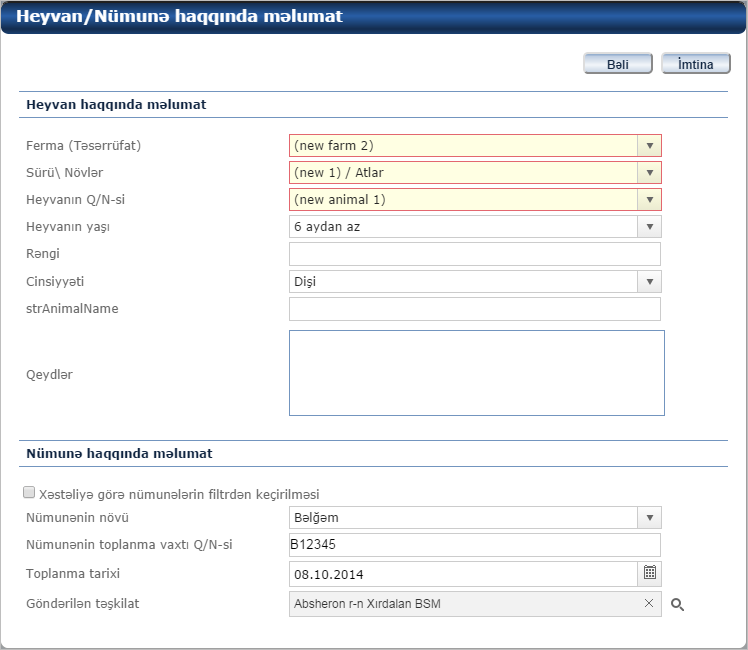 Heyvan/Nümunə haqqında məlumat
Bəli İmtina
Heyvan haqqında məlumat
Ferma (Təsərrüfat) (new farm 2)
Sürü\ Növlər (new 1) / Atlar
Heyvanın Q/N-si (new animal 1)
Heyvanın yaşı 6 aydan az
Rəngi
Cinsiyyəti Dişi
strAnimalName
Qeydlər
Nümunə haqqında məlumat
Xəstəliyə görə nümunələrin filtrdən keçirilməsi
Nümunənin növü Bəlğəm
Nümunənin toplanma vaxtı Q/N-si B12345
Toplanma tarixi 08.10.2014
Göndərilən təşkilat Absheron r-n Xırdalan BSM